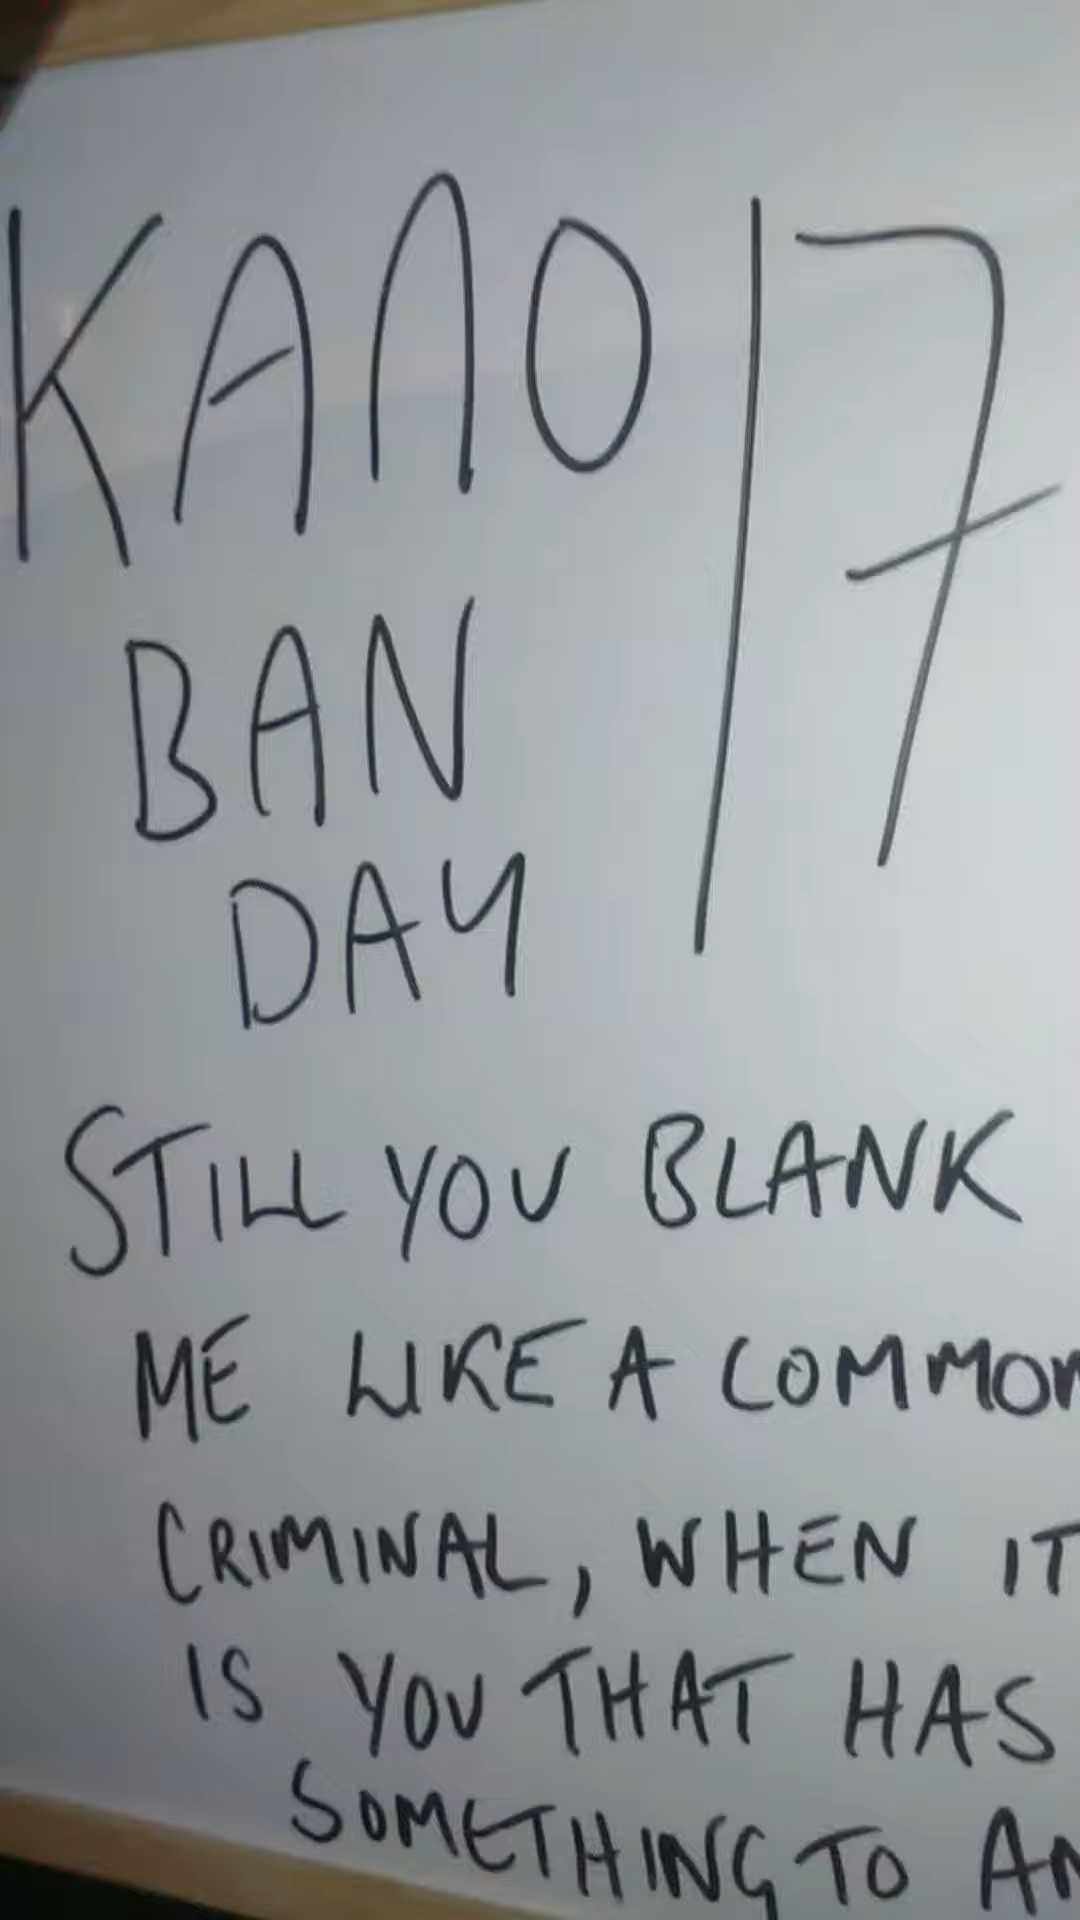 KANO 17
BAN
DAY
STILL YOU BLANK
ME LIKE A COMMON
CRIMINAL, WHEN IT
IS YOU THAT HAS
SOMETHING TO